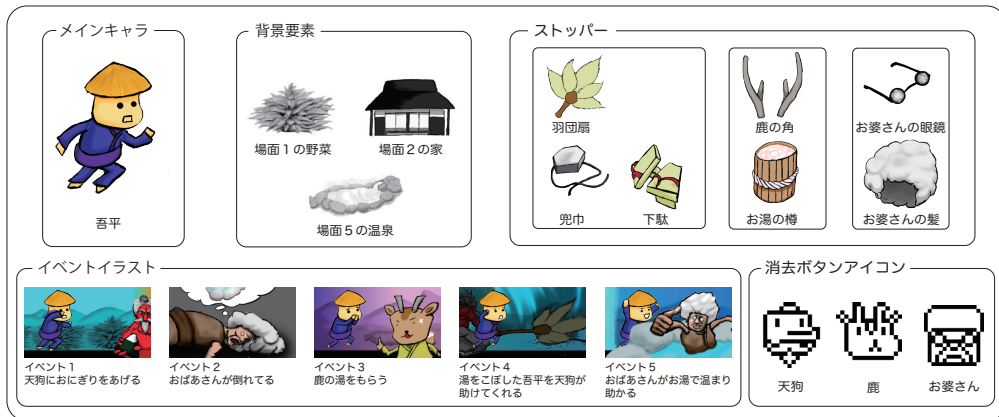 メインキャラ
吾平
背景要素
場面1の野菜
場面2の家
場面5の温泉
ストッパー
羽団扇
兜巾
下駄
鹿の角
お湯の樽
お婆さんの眼鏡
お婆さんの髪
イベントイラスト
イベント1
天狗におにぎりをあげる
イベント2
おばあさんが倒れてる
イベント3
鹿の湯をもらう
イベント4
湯をこぼした吾平を天狗が
助けてくれる
イベント5
おばあさんがお湯で温まり
助かる
消去ボタンアイコン
天狗
鹿
お婆さん